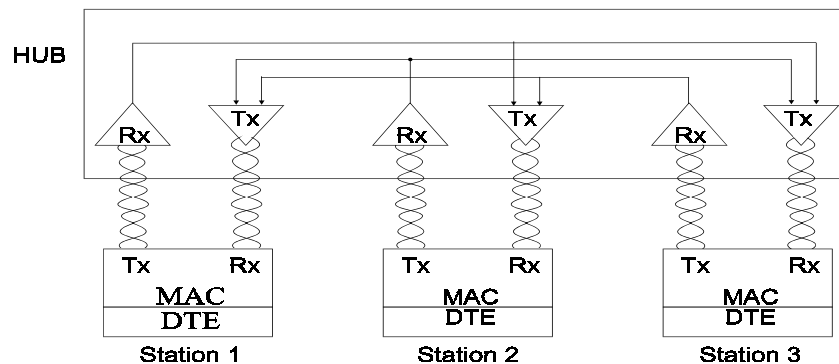 HUB
Rx Tx Rx Tx Rx Tx
Tx Rx Tx Rx Tx Rx
MAC MAC MAC
DTE DTE DTE
Station 1 Station 2 Station 3